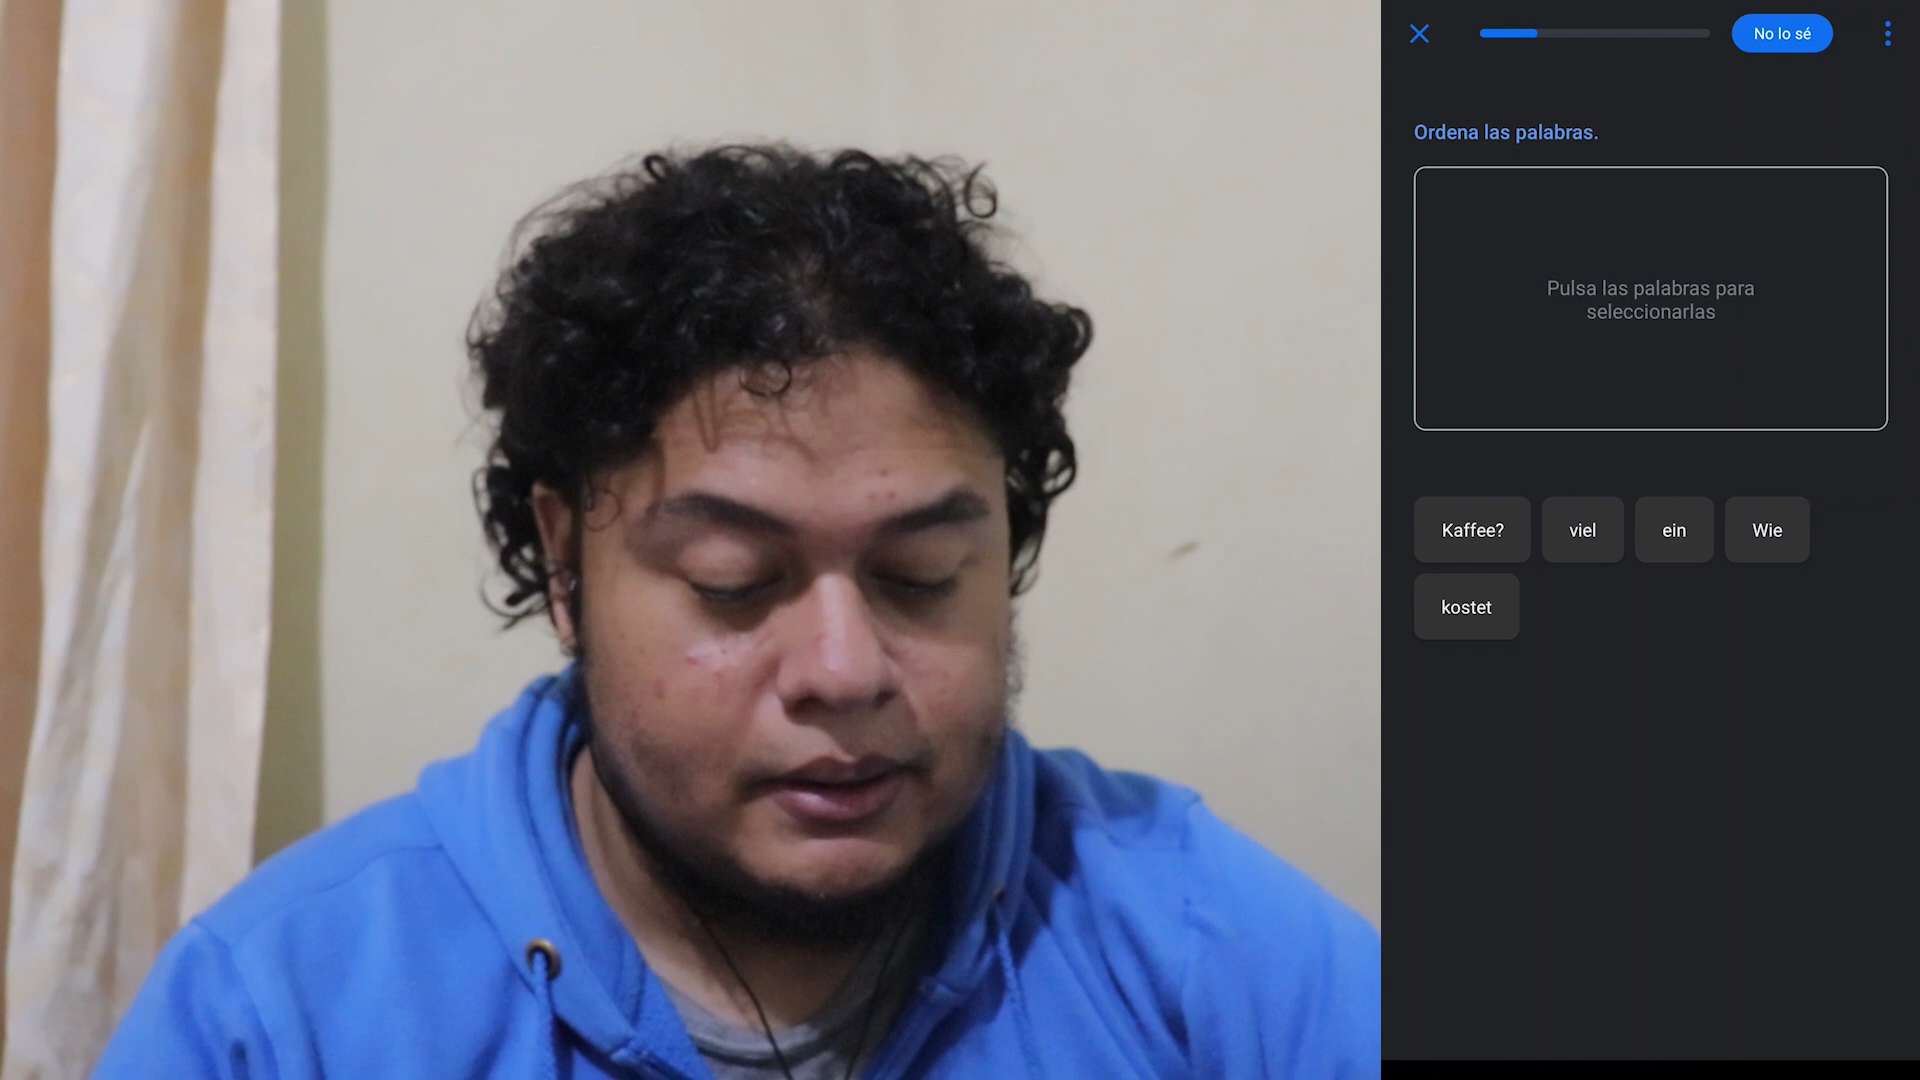 No lo sé
Ordena las palabras.
Pulsa las palabras para
seleccionarlas
Kaffee? viel ein Wie
kostet